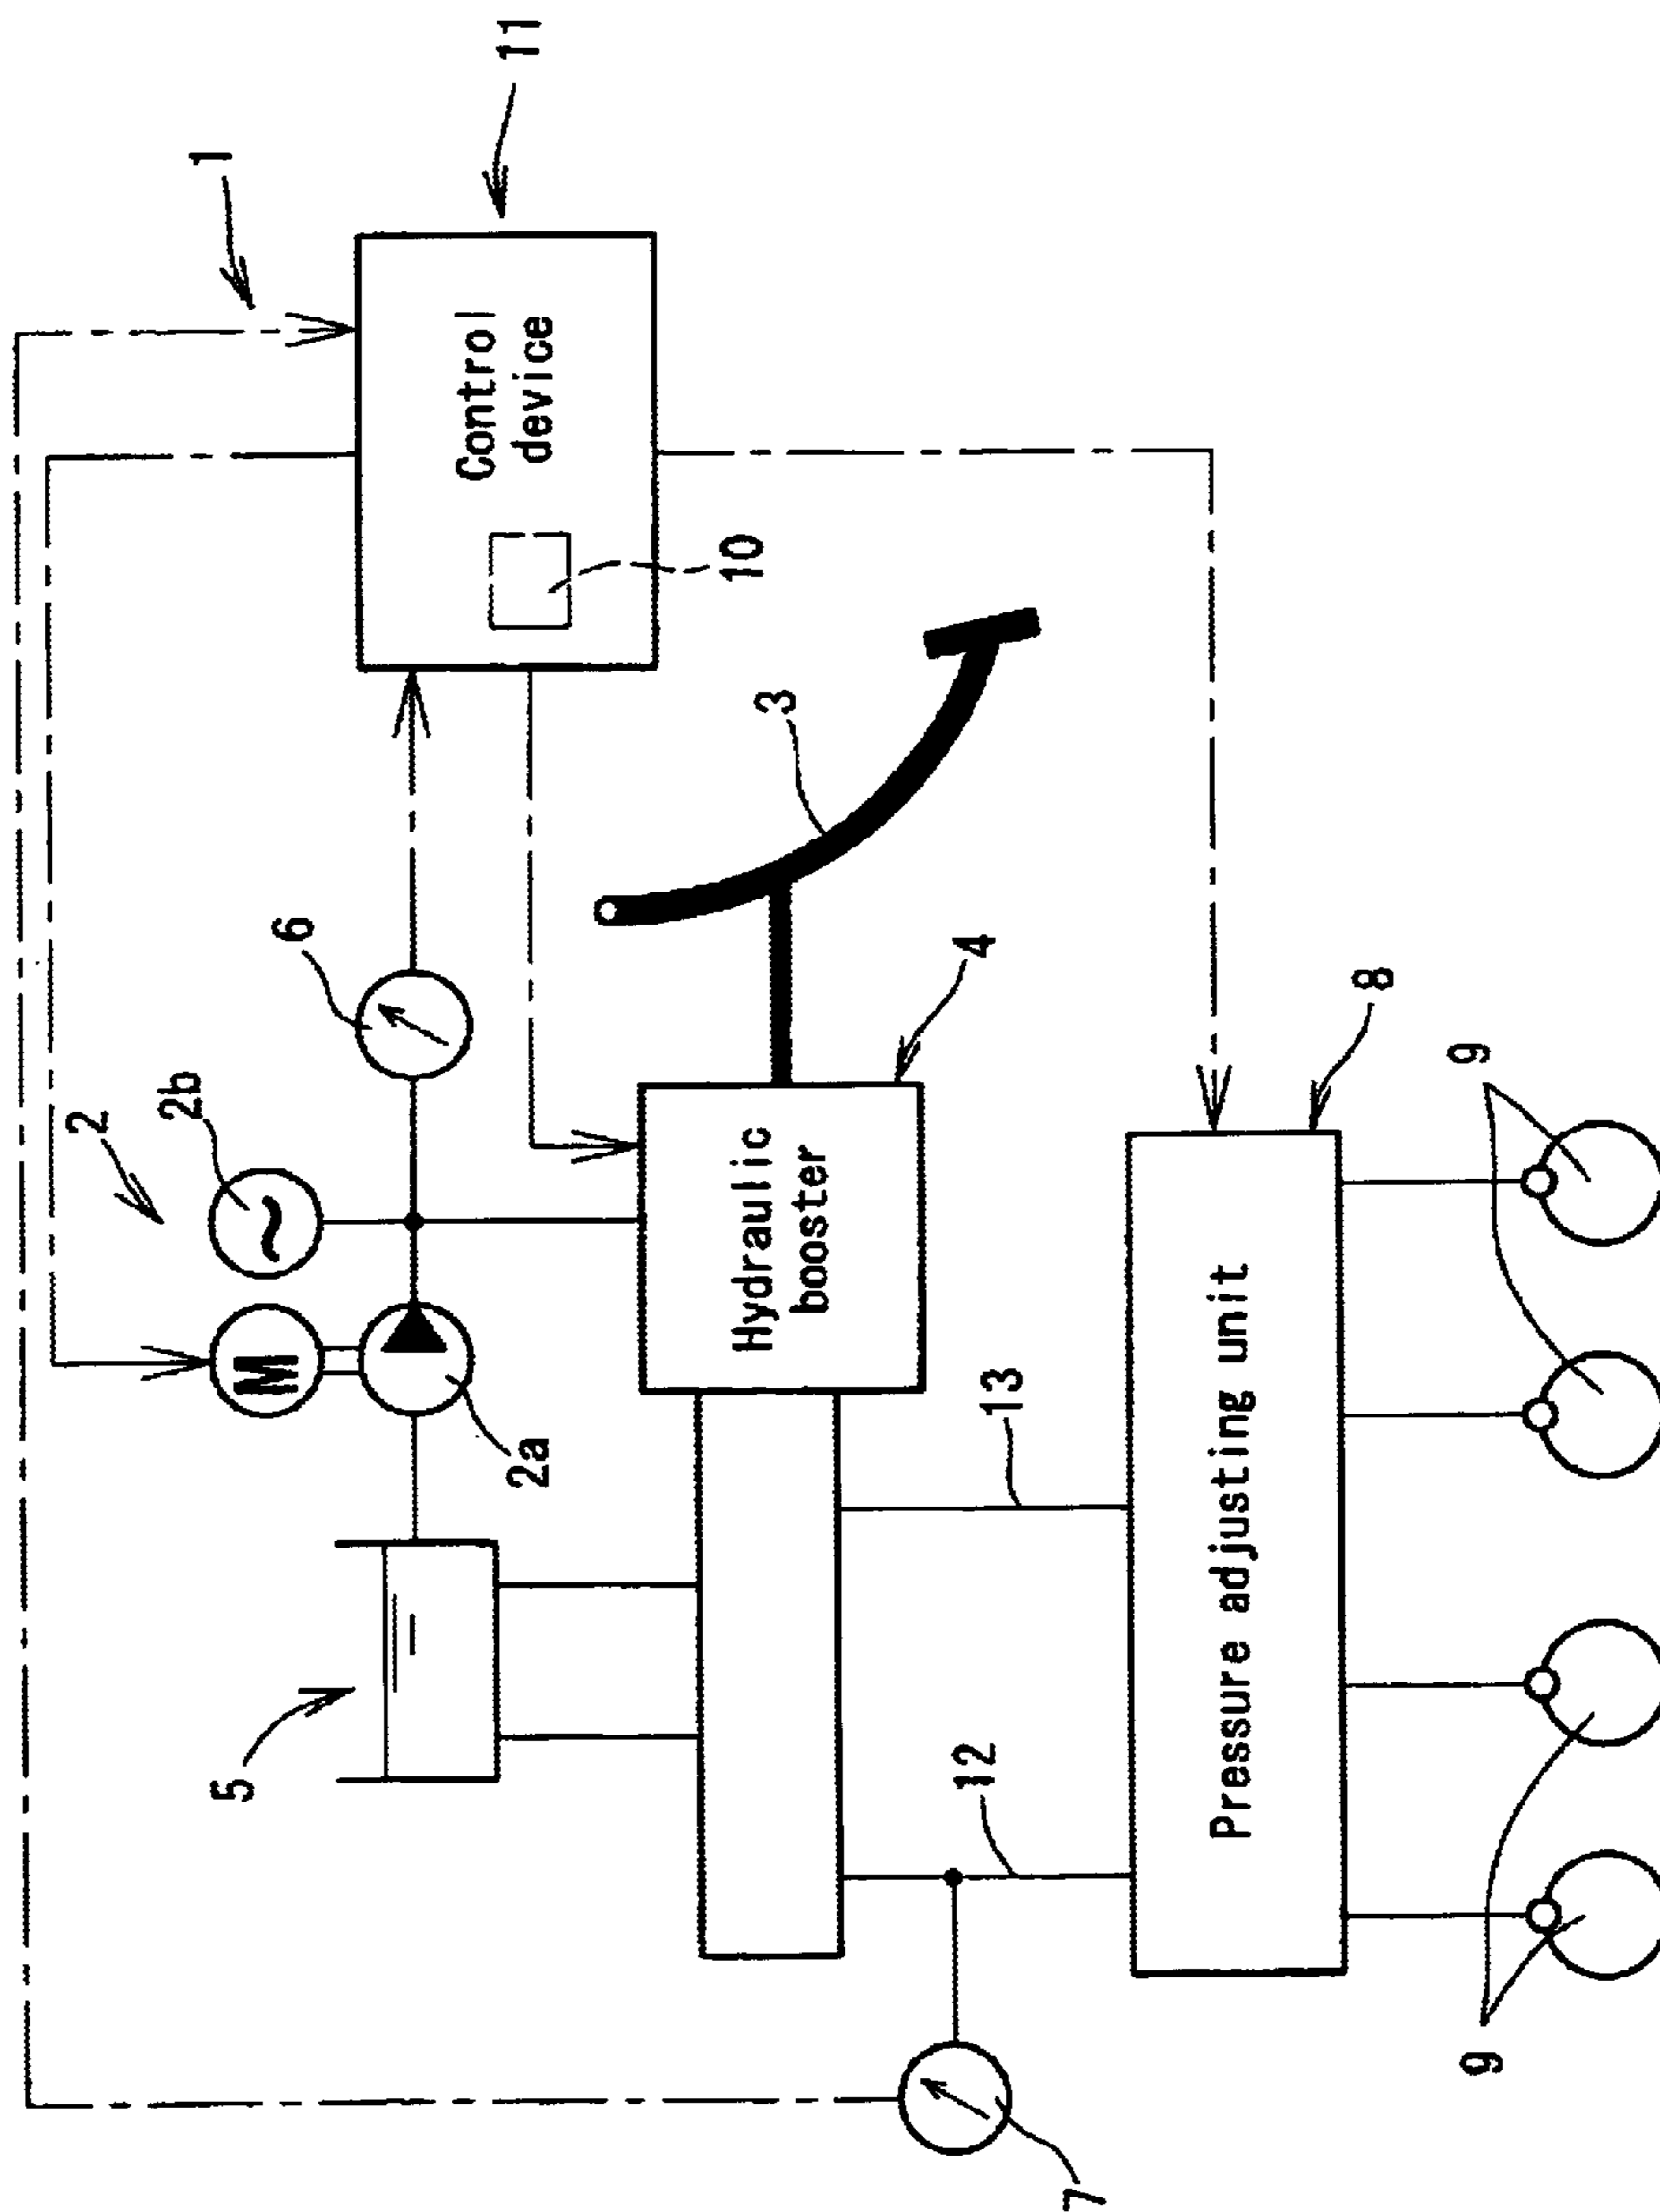 1
11
Control
device
10
2
2b
6
3
5
2a
Hydraulic
booster
4
12
13
7
Pressure adjusting unit
8
9
9
M